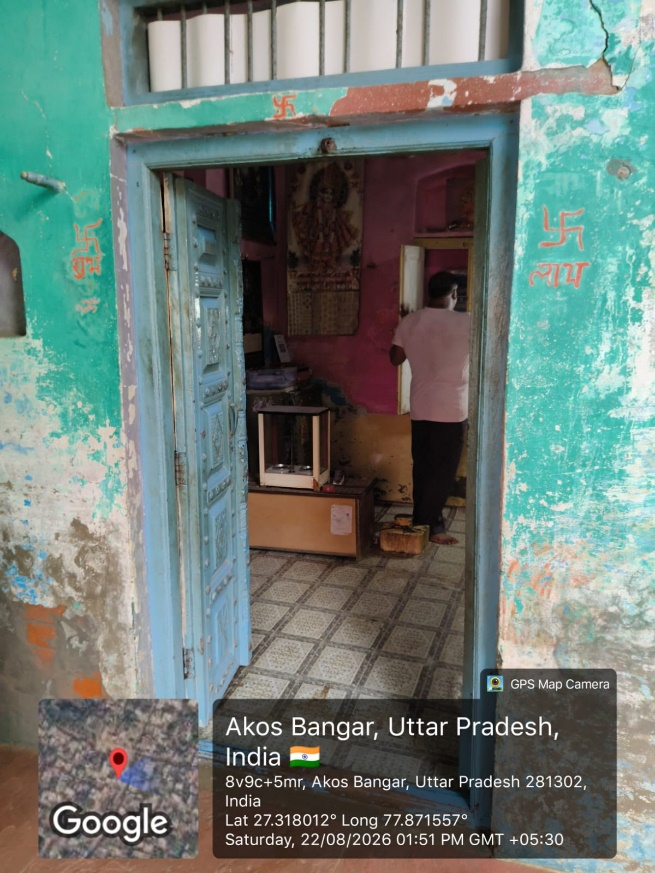 शुभ
लाभ
GPS Map Camera
Akos Bangar, Uttar Pradesh,
India
8v9c+5mr, Akos Bangar, Uttar Pradesh 281302,
India
Lat 27.318012° Long 77.871557°
Saturday, 22/08/2026 01:51 PM GMT +05:30
Google